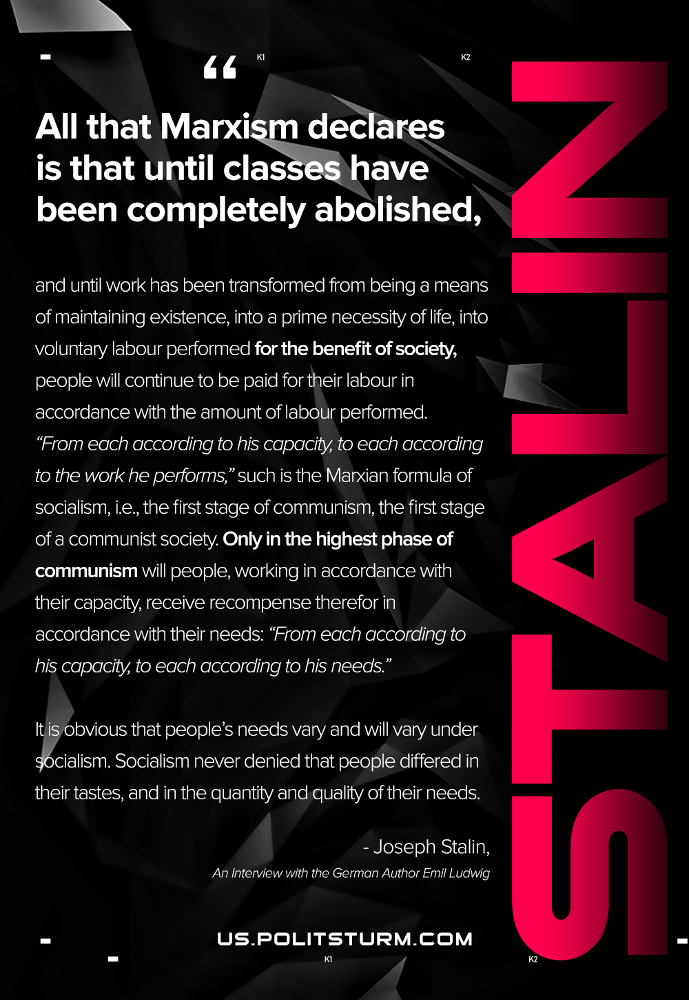 K1
K2
“
All that Marxism declares
is that until classes have
been completely abolished,
and until work has been transformed from being a means
of maintaining existence, into a prime necessity of life, into
voluntary labour performed for the benefit of society,
people will continue to be paid for their labour in
accordance with the amount of labour performed.
“From each according to his capacity, to each according
to the work he performs,” such is the Marxian formula of
socialism, i.e., the first stage of communism, the first stage
of a communist society. Only in the highest phase of
communism will people, working in accordance with
their capacity, receive recompense therefor in
accordance with their needs: “From each according to
his capacity, to each according to his needs.”
It is obvious that people’s needs vary and will vary under
socialism. Socialism never denied that people differed in
their tastes, and in the quantity and quality of their needs.
- Joseph Stalin,
An Interview with the German Author Emil Ludwig
US.POLITSTURM.COM
K1
K2
STALIN